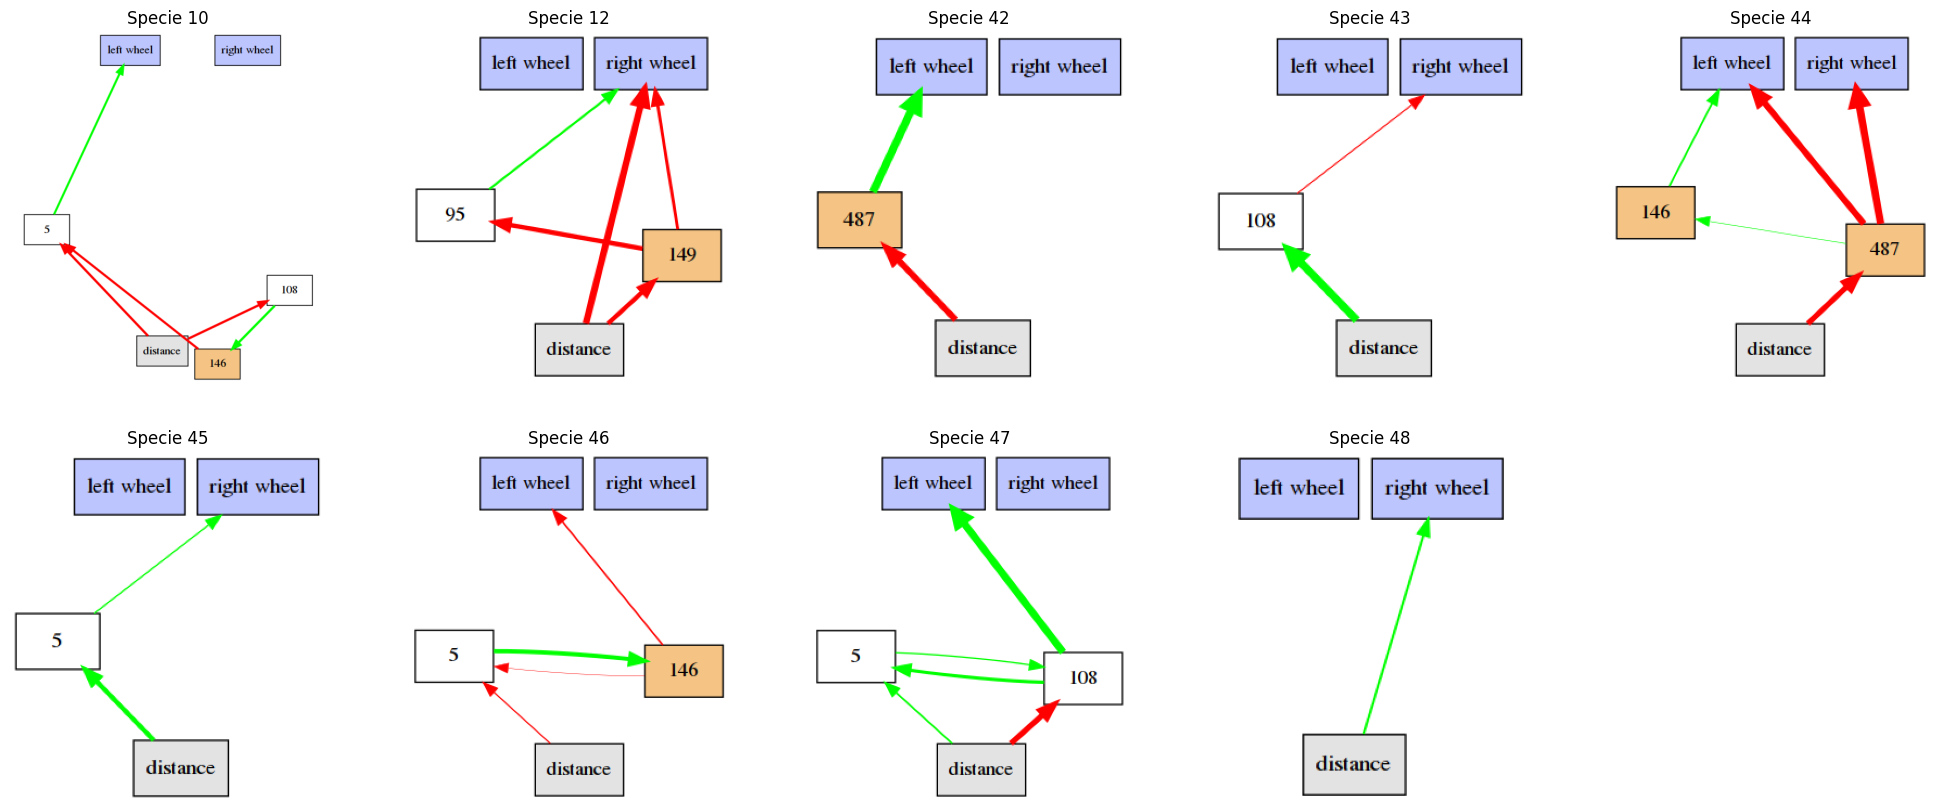 Specie 10
left wheel
right wheel
5
108
distance
146
Specie 12
left wheel
right wheel
95
149
distance
Specie 42
left wheel
right wheel
487
distance
Specie 43
left wheel
right wheel
108
distance
Specie 44
left wheel
right wheel
146
487
distance
Specie 45
left wheel
right wheel
5
distance
Specie 46
left wheel
right wheel
5
146
distance
Specie 47
left wheel
right wheel
5
108
distance
Specie 48
left wheel
right wheel
distance